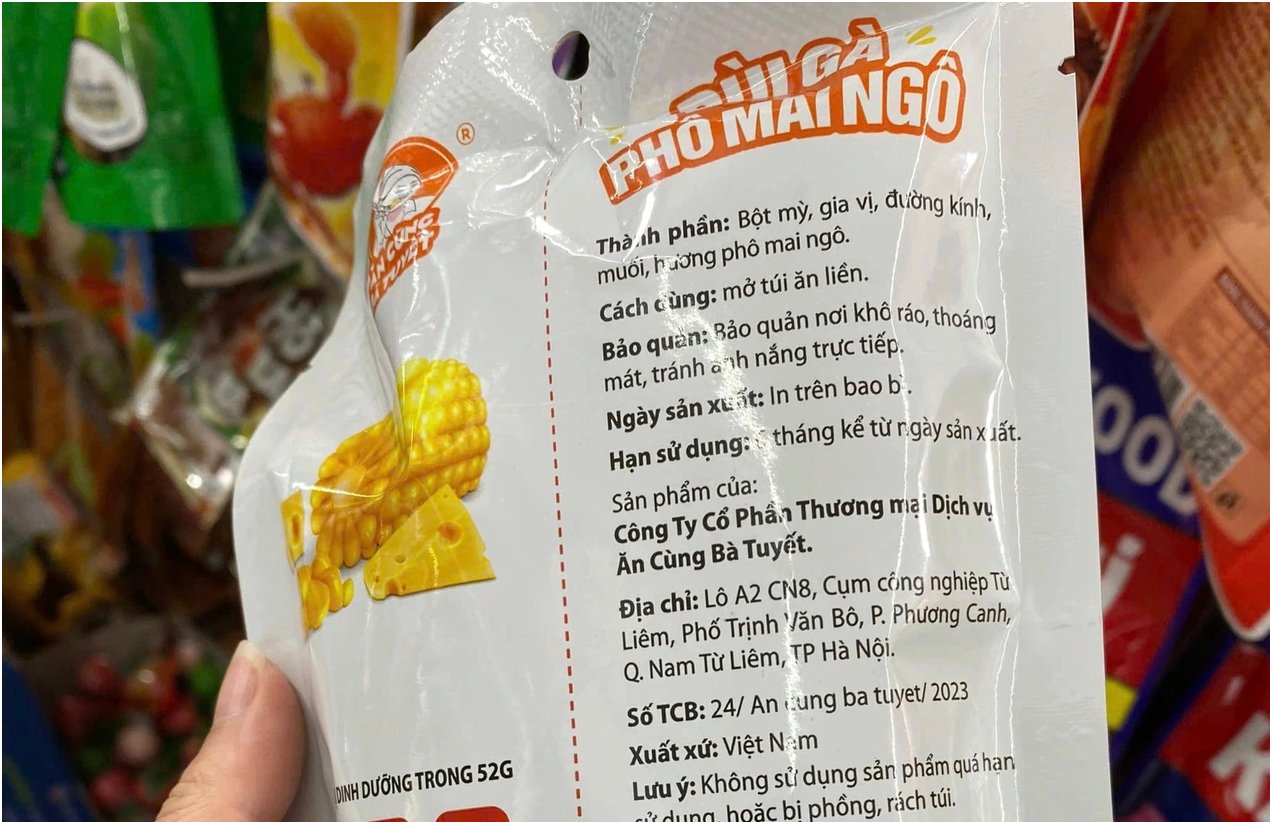 ĐÙI GÀ
PHÔ MAI NGÔ
®
ĂN CÙNG
BÀ TUYẾT
Thành phần: Bột mỳ, gia vị, đường kính,
muối, hương phô mai ngô.
Cách dùng: mở túi ăn liền.
Bảo quản: Bảo quản nơi khô ráo, thoáng
mát, tránh ánh nắng trực tiếp.
Ngày sản xuất: In trên bao bì.
Hạn sử dụng: tháng kể từ ngày sản xuất.
Sản phẩm của:
Công Ty Cổ Phần Thương mại Dịch vụ
Ăn Cùng Bà Tuyết.
Địa chỉ: Lô A2 CN8, Cụm công nghiệp Từ
Liêm, Phố Trịnh Văn Bô, P. Phương Canh,
Q. Nam Từ Liêm, TP Hà Nội.
Số TCB: 24/ An cung ba tuyet/ 2023
Xuất xứ: Việt Nam
Lưu ý: Không sử dụng sản phẩm quá hạn
sử dụng, hoặc bị phồng, rách túi.
DINH DƯỠNG TRONG 52G
FOOD